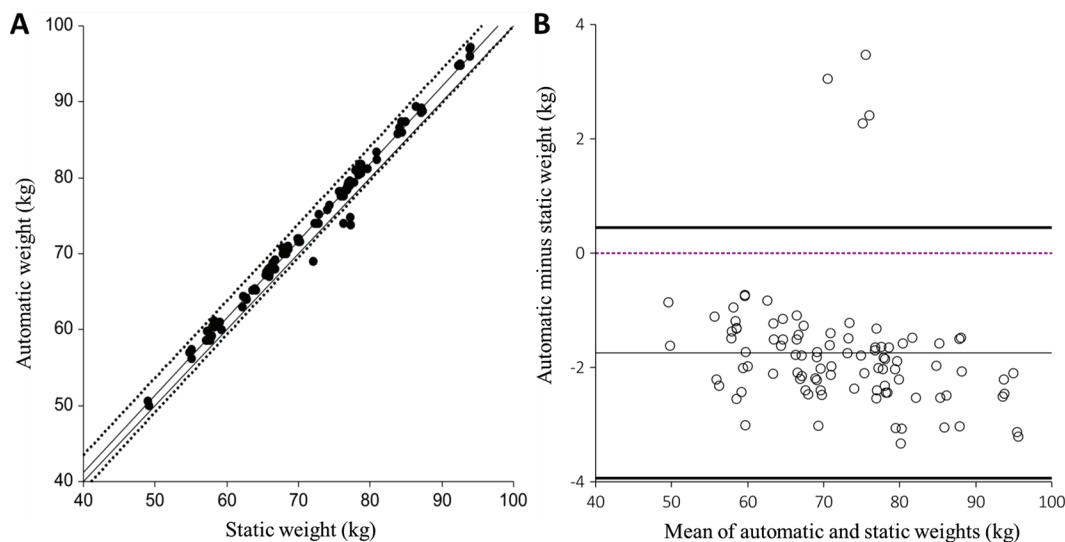 A
Automatic weight (kg)
100
90
80
70
60
50
40
40 50 60 70 80 90 100
Static weight (kg)
B
Automatic minus static weight (kg)
4
2
0
-2
-4
40 50 60 70 80 90 100
Mean of automatic and static weights (kg)